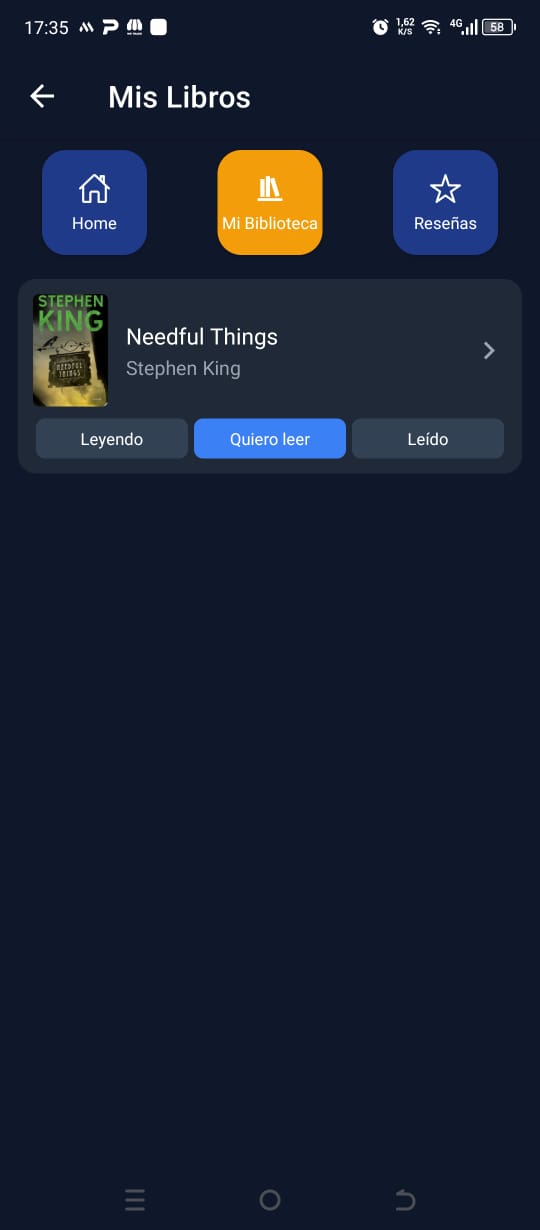 17:35
1,62
K/S
4G
58
Mis Libros
Home
Mi Biblioteca
Reseñas
STEPHEN
KING
NEEDFUL
THINGS
Needful Things
Stephen King
Leyendo
Quiero leer
Leído